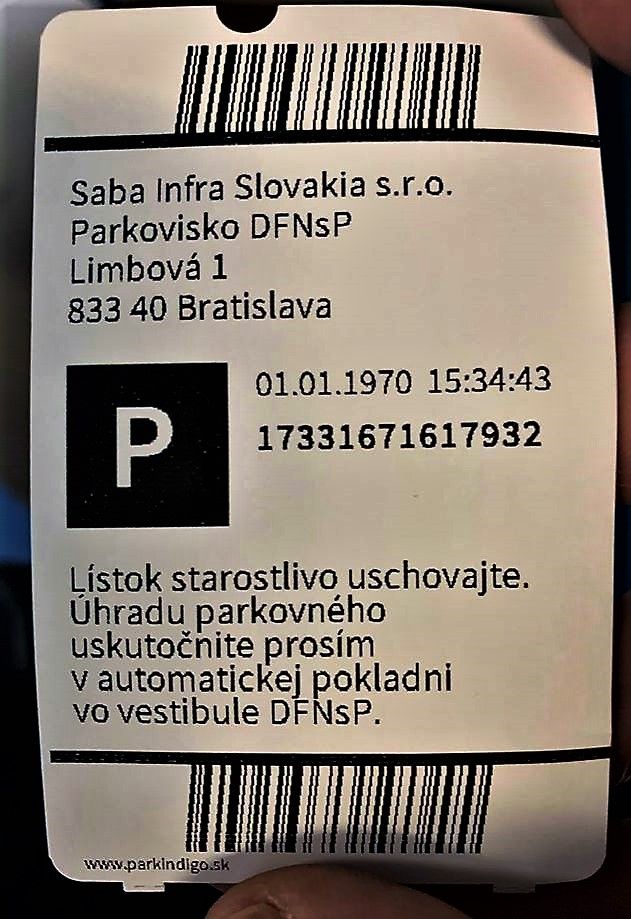 Saba Infra Slovakia s.r.o.
Parkovisko DFNsP
Limbová 1
833 40 Bratislava
P
01.01.1970 15:34:43
17331671617932
Lístok starostlivo uschovajte.
Úhradu parkovného
uskutočnite prosím
v automatickej pokladni
vo vestibule DFNsP.
www.parkindigo.sk